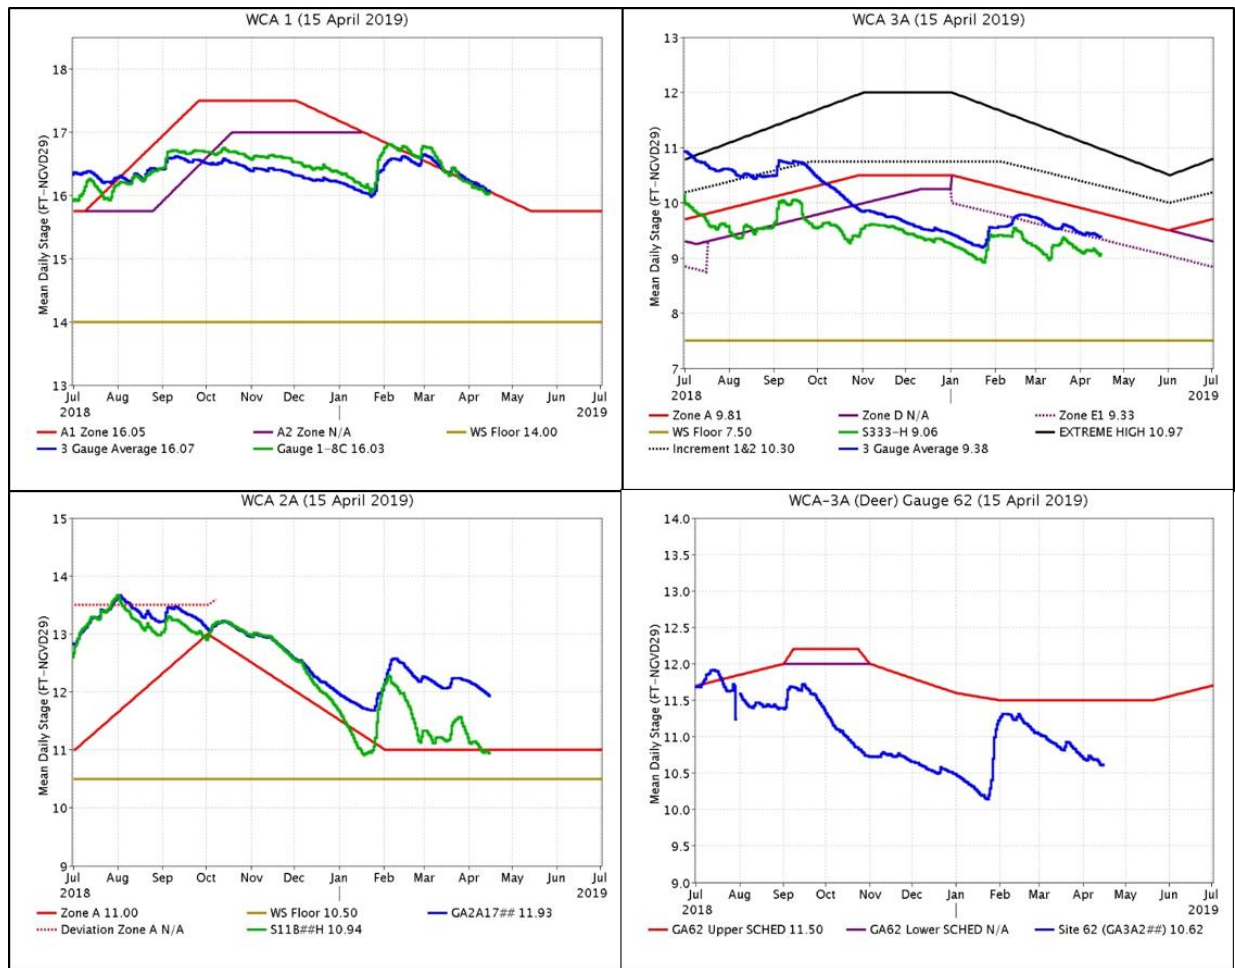 WCA 1 (15 April 2019)
Mean Daily Stage (FT-NGVD29)
18
17
16
15
14
13
Jul Aug Sep Oct Nov Dec Jan Feb Mar Apr May Jun Jul
2018 2019
A1 Zone 16.05 A2 Zone N/A WS Floor 14.00
3 Gauge Average 16.07 Gauge 1-8C 16.03
WCA 3A (15 April 2019)
Mean Daily Stage (FT-NGVD29)
13
12
11
10
9
8
7
Jul Aug Sep Oct Nov Dec Jan Feb Mar Apr May Jun Jul
2018 2019
Zone A 9.81 Zone D N/A Zone E1 9.33
WS Floor 7.50 S333-H 9.06 EXTREME HIGH 10.97
Increment 1&2 10.30 3 Gauge Average 9.38
WCA 2A (15 April 2019)
Mean Daily Stage (FT-NGVD29)
15
14
13
12
11
10
9
Jul Aug Sep Oct Nov Dec Jan Feb Mar Apr May Jun Jul
2018 2019
Zone A 11.00 WS Floor 10.50 GA2A17## 11.93
Deviation Zone A N/A S11B##H 10.94
WCA-3A (Deer) Gauge 62 (15 April 2019)
Mean Daily Stage (FT-NGVD29)
14.0
13.5
13.0
12.5
12.0
11.5
11.0
10.5
10.0
9.5
9.0
Jul Aug Sep Oct Nov Dec Jan Feb Mar Apr May Jun Jul
2018 2019
GA62 Upper SCHED 11.50 GA62 Lower SCHED N/A Site 62 (GA3A2##) 10.62